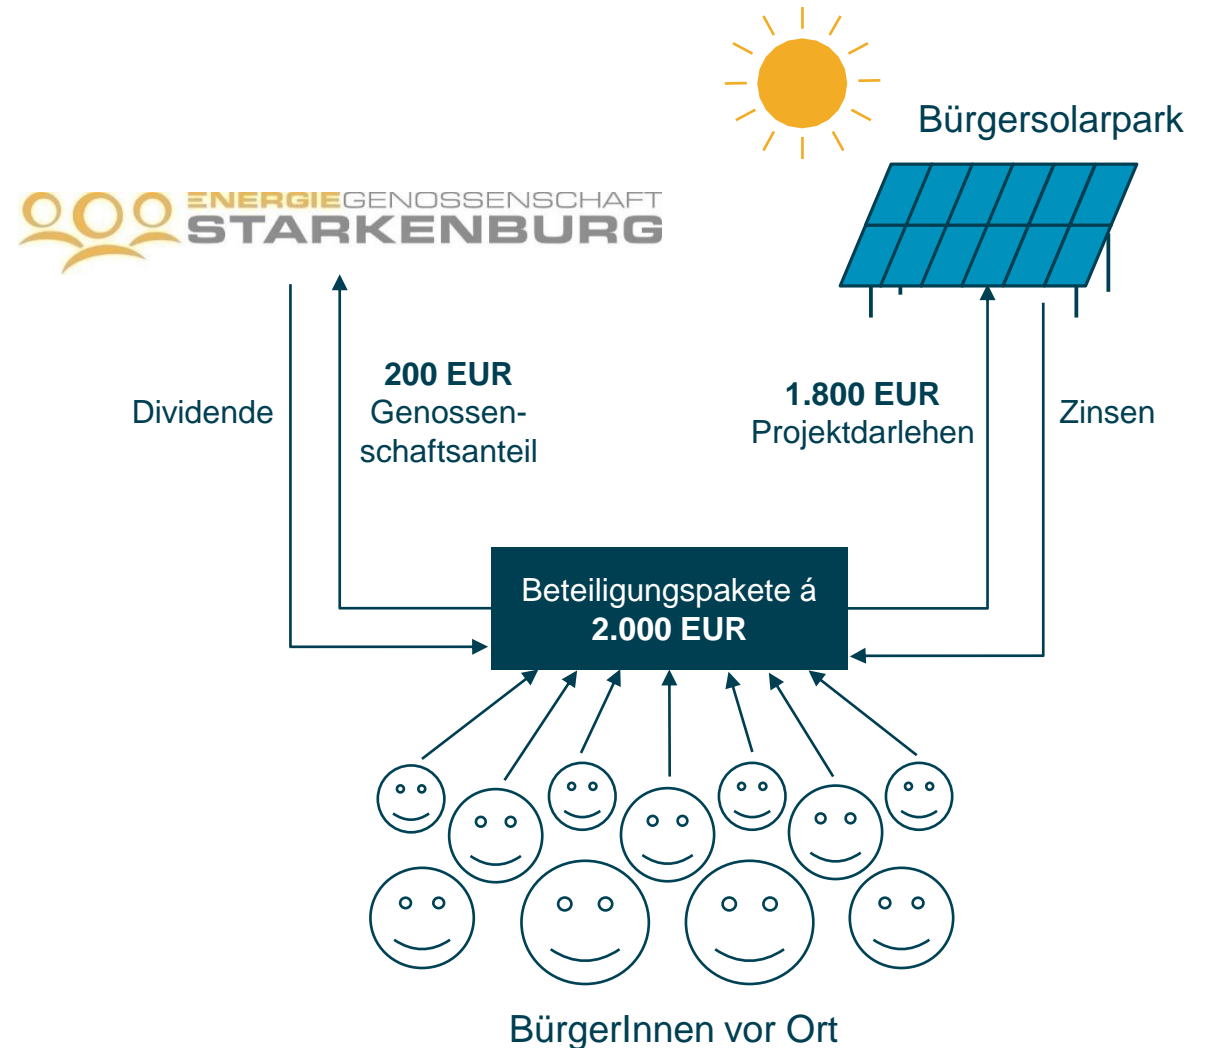 Bürgersolarpark
ENERGIEGENOSSENSCHAFT
STARKENBURG
Dividende
200 EUR
Genossen-
schaftsanteil
1.800 EUR
Projektdarlehen
Zinsen
Beteiligungspakete á
2.000 EUR
BürgerInnen vor Ort